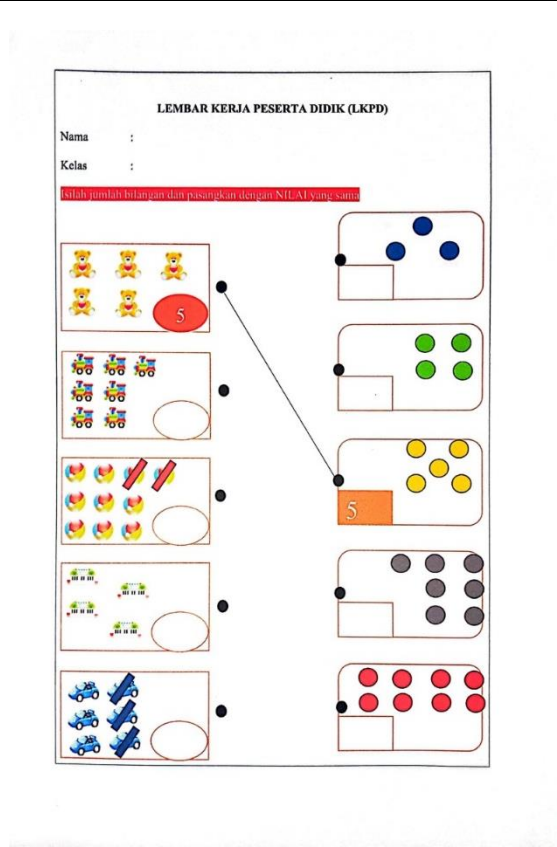 LEMBAR KERJA PESERTA DIDIK (LKPD)
Nama :
Kelas :
Isilah jumlah bilangan dan pasangkan dengan NILAI yang sama
5
5